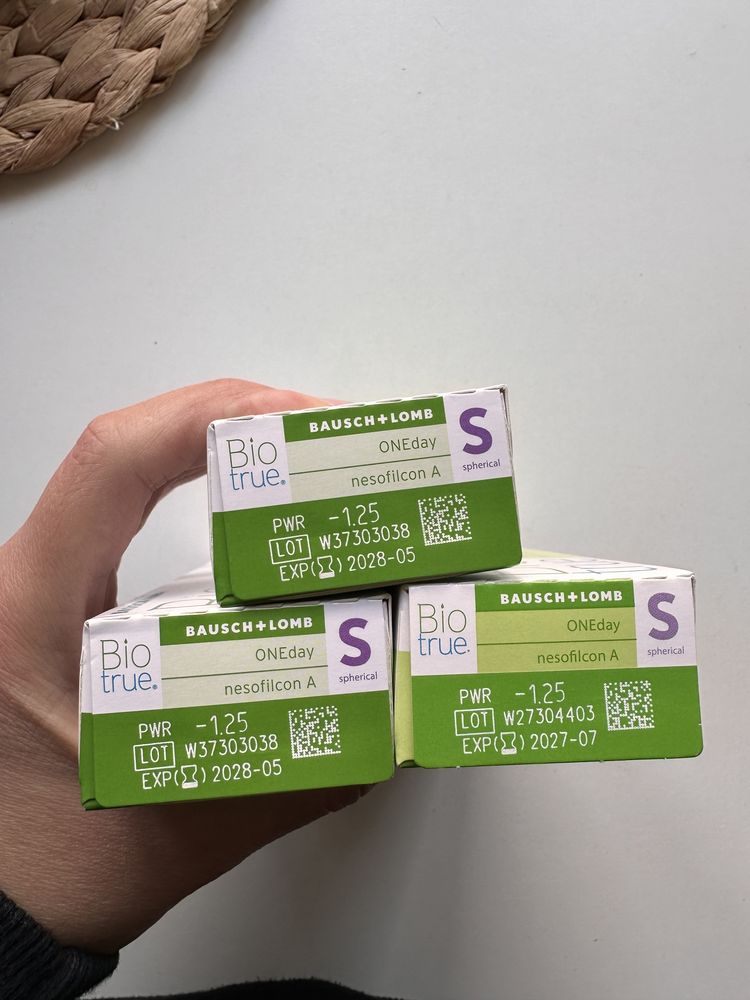 BAUSCH+LOMB
Bio
true®
ONEday
nesofilcon A
S
spherical
PWR -1.25
LOT W37303038
EXP 2028-05
BAUSCH+LOMB
Bio
true®
ONEday
nesofilcon A
S
spherical
PWR -1.25
LOT W37303038
EXP 2028-05
BAUSCH+LOMB
Bio
true®
ONEday
nesofilcon A
S
spherical
PWR -1.25
LOT W27304403
EXP 2027-07